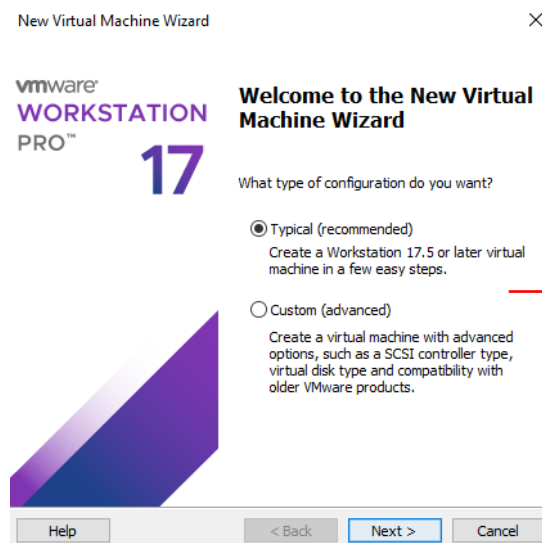 New Virtual Machine Wizard
vmware®
WORKSTATION
PRO™
17
Welcome to the New Virtual
Machine Wizard
What type of configuration do you want?
Typical (recommended)
Create a Workstation 17.5 or later virtual
machine in a few easy steps.
Custom (advanced)
Create a virtual machine with advanced
options, such as a SCSI controller type,
virtual disk type and compatibility with
older VMware products.
Help
< Back
Next >
Cancel